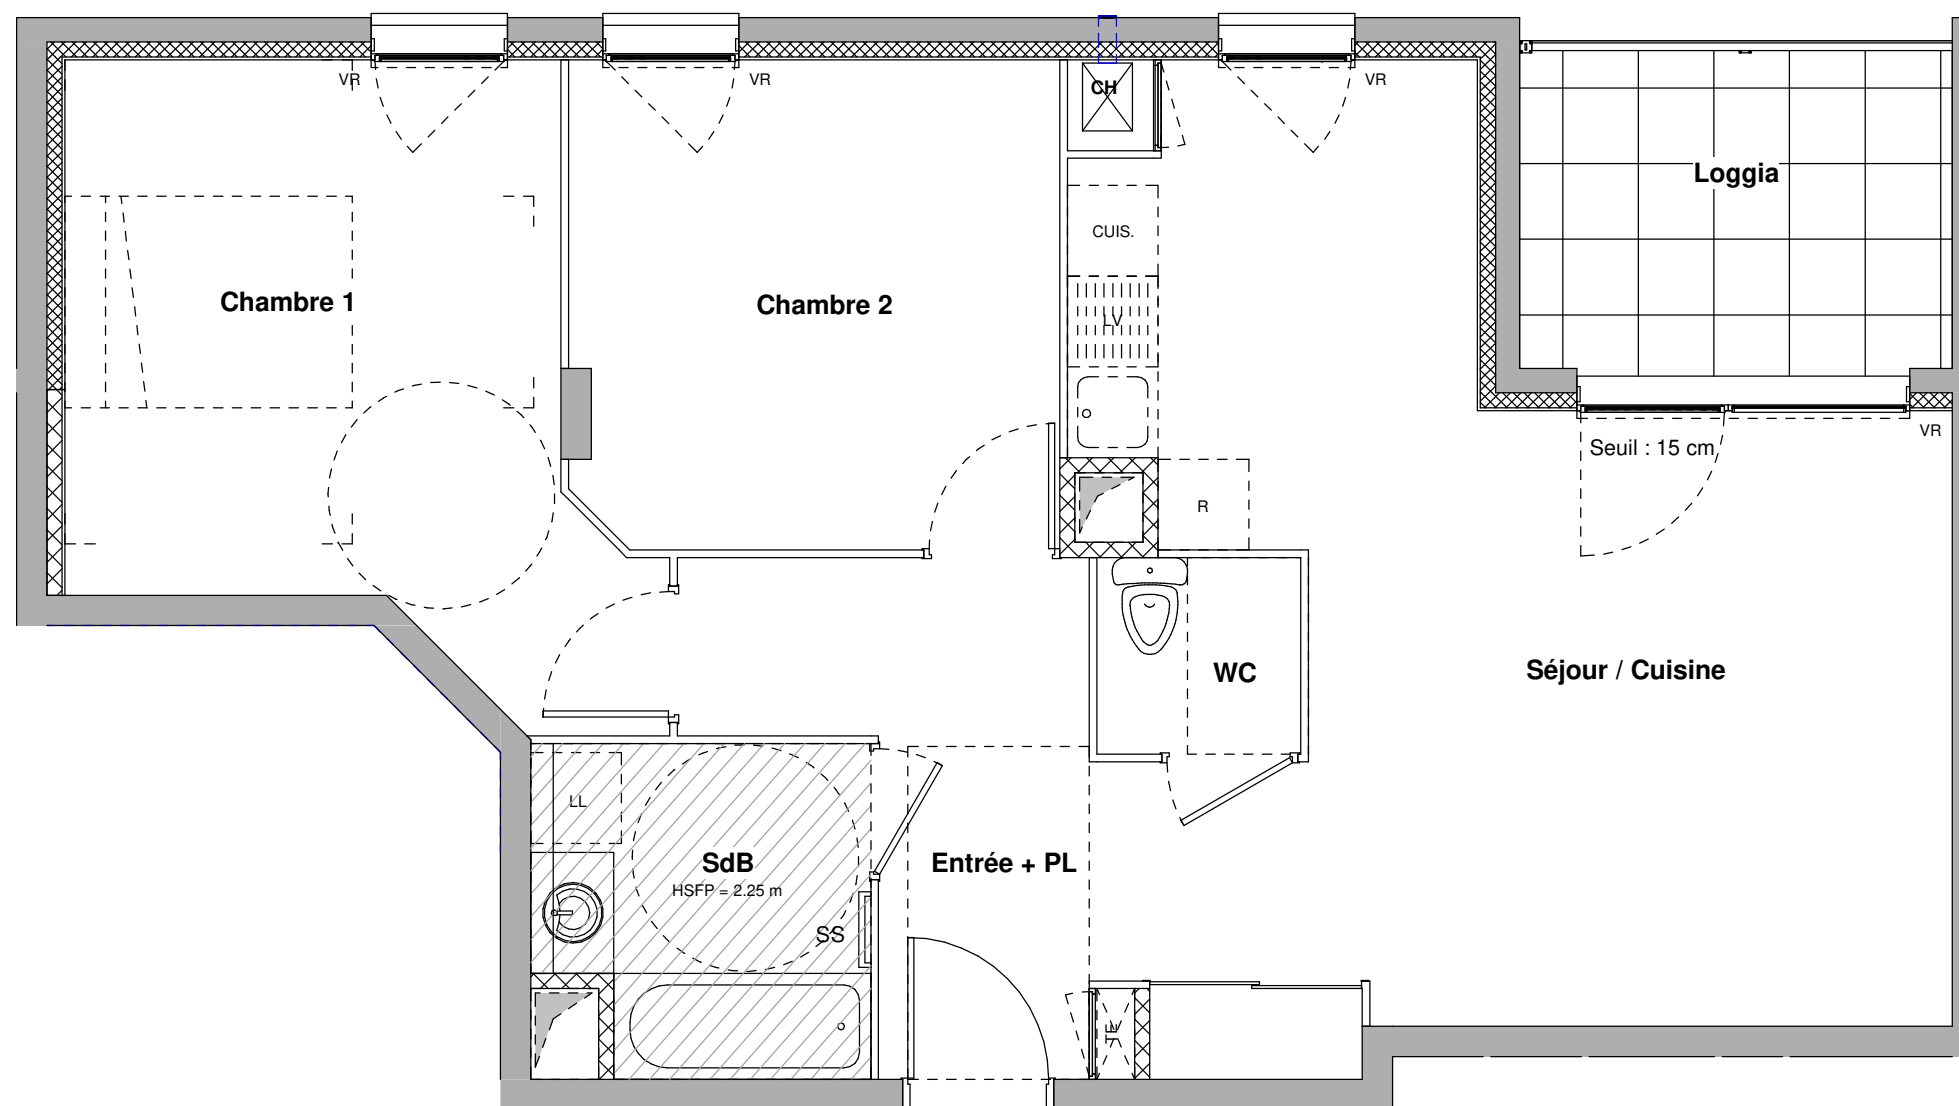 VR
VR
CH
VR
Loggia
CUIS.
Chambre 1
Chambre 2
LV
VR
Seuil : 15 cm
R
WC
Séjour / Cuisine
LL
SdB
HSFP = 2.25 m
Entrée + PL
SS
TE